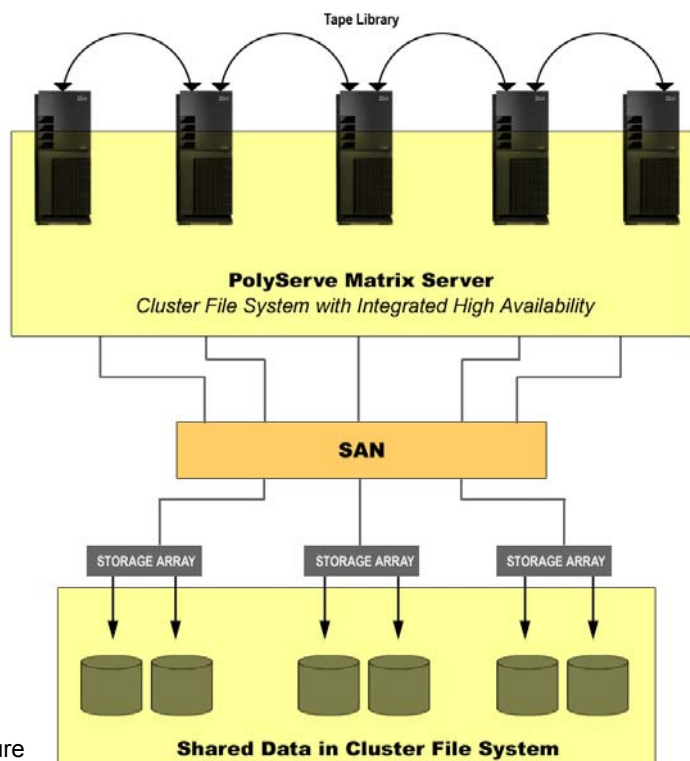 Tape Library
PolyServe Matrix Server
Cluster File System with Integrated High Availability
SAN
STORAGE ARRAY STORAGE ARRAY STORAGE ARRAY
ure
Shared Data in Cluster File System